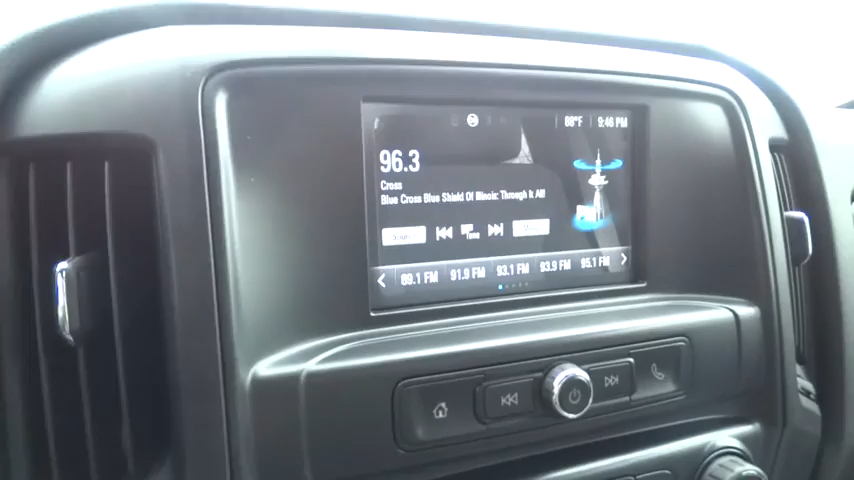 88°F 9:46 PM
96.3
Cross
Blue Cross Blue Shield Of Illinois: Through It All
Tune
89.1 FM 91.9 FM 93.1 FM 93.9 FM 95.1 FM